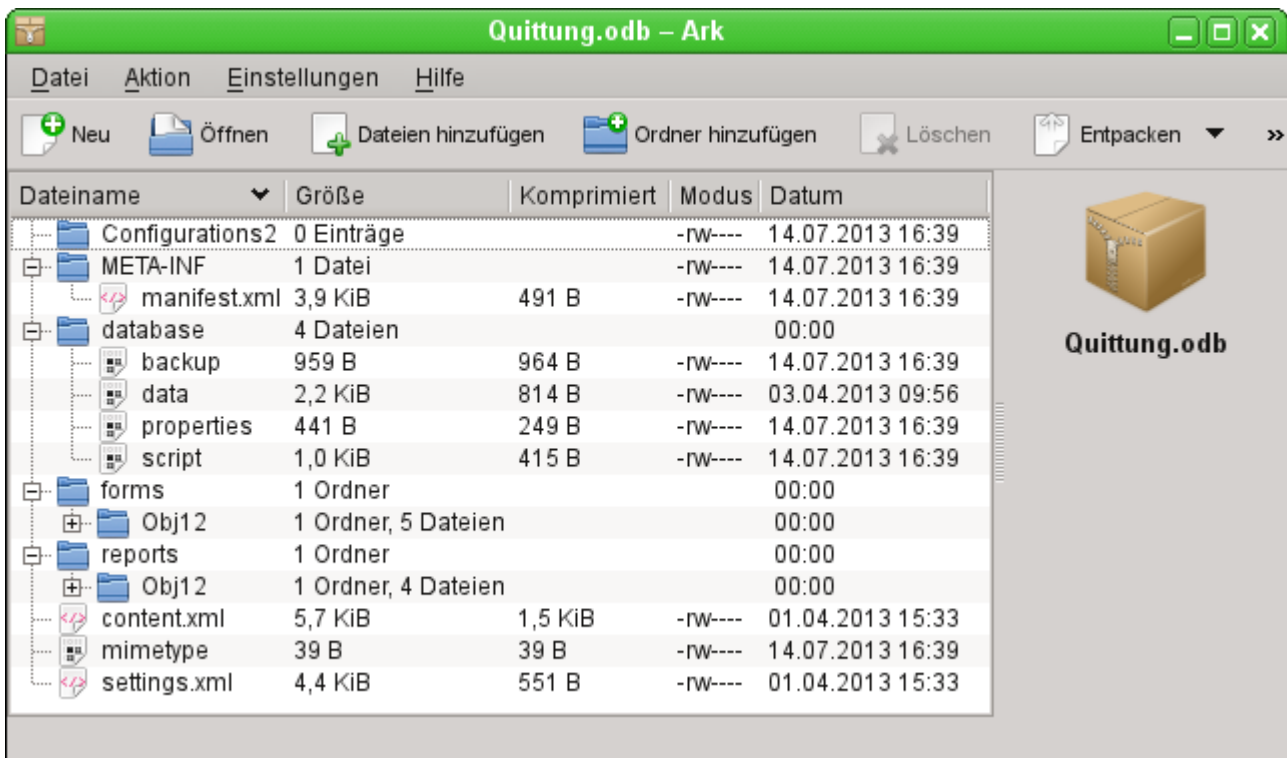 Quittung.odb – Ark
Datei Aktion Einstellungen Hilfe
Neu Öffnen Dateien hinzufügen Ordner hinzufügen Löschen Entpacken »
Dateiname Größe Komprimiert Modus Datum
Configurations2 0 Einträge -rw---- 14.07.2013 16:39
META-INF 1 Datei -rw---- 14.07.2013 16:39
manifest.xml 3,9 KiB 491 B -rw---- 14.07.2013 16:39
database 4 Dateien 00:00
backup 959 B 964 B -rw---- 14.07.2013 16:39
data 2,2 KiB 814 B -rw---- 03.04.2013 09:56
properties 441 B 249 B -rw---- 14.07.2013 16:39
script 1,0 KiB 415 B -rw---- 14.07.2013 16:39
forms 1 Ordner 00:00
Obj12 1 Ordner, 5 Dateien 00:00
reports 1 Ordner 00:00
Obj12 1 Ordner, 4 Dateien 00:00
content.xml 5,7 KiB 1,5 KiB -rw---- 01.04.2013 15:33
mimetype 39 B 39 B -rw---- 14.07.2013 16:39
settings.xml 4,4 KiB 551 B -rw---- 01.04.2013 15:33
Quittung.odb